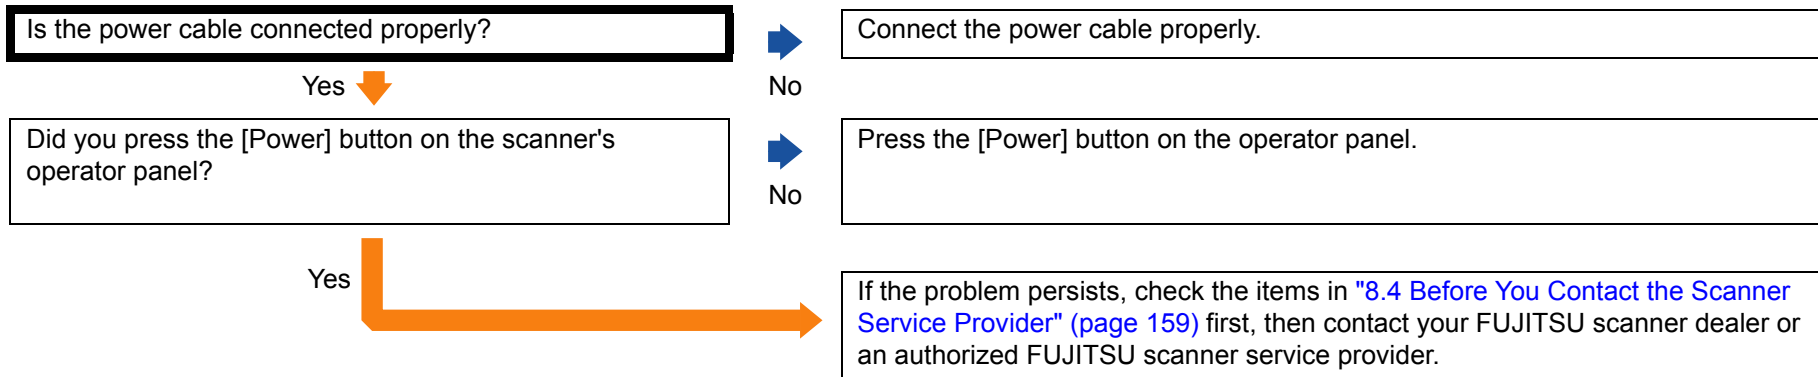 Is the power cable connected properly?
Connect the power cable properly.
Yes
No
Did you press the [Power] button on the scanner's
operator panel?
Press the [Power] button on the operator panel.
No
Yes
If the problem persists, check the items in "8.4 Before You Contact the Scanner
Service Provider" (page 159) first, then contact your FUJITSU scanner dealer or
an authorized FUJITSU scanner service provider.